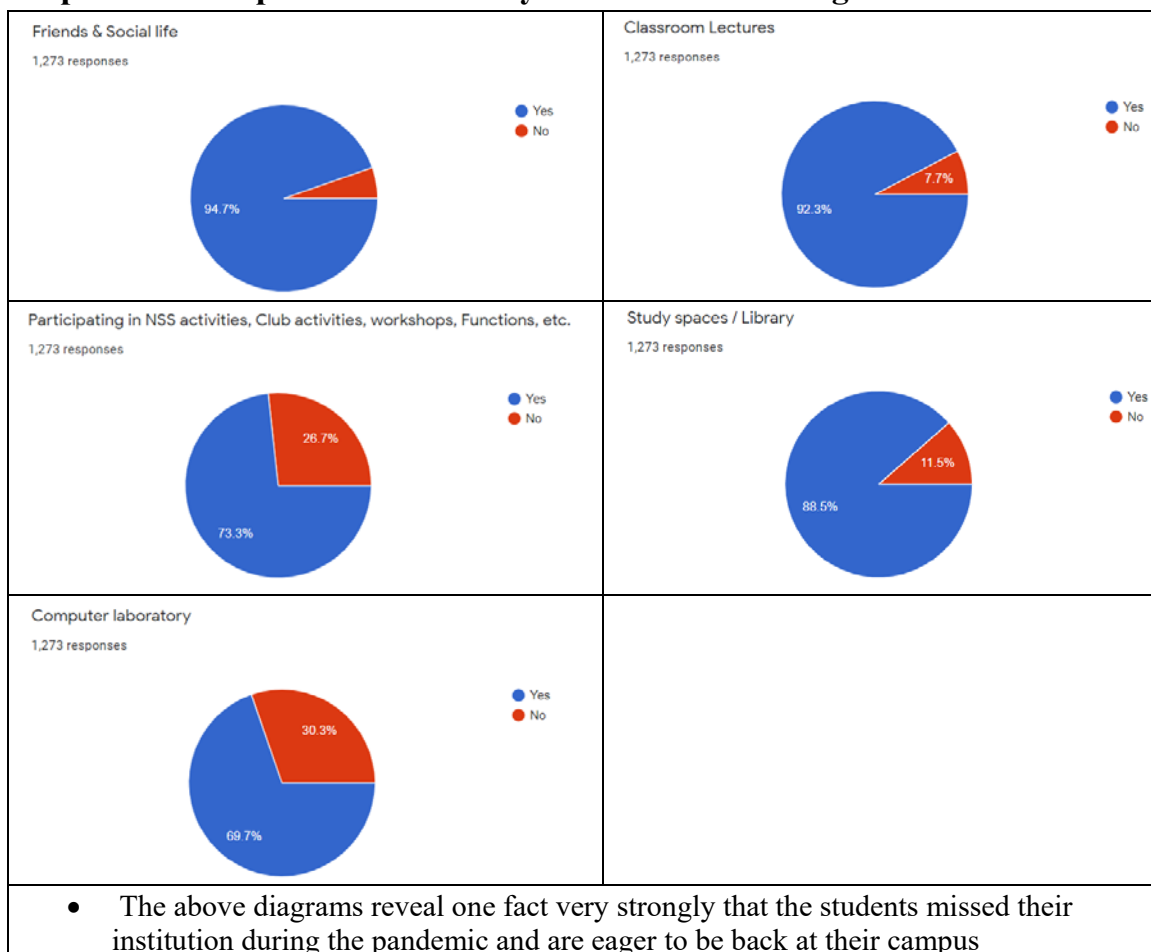 Friends & Social life
1,273 responses
Yes
No
94.7%
Classroom Lectures
1,273 responses
Yes
No
7.7%
92.3%
Participating in NSS activities, Club activities, workshops, Functions, etc.
1,273 responses
Yes
No
26.7%
73.3%
Study spaces / Library
1,273 responses
Yes
No
11.5%
88.5%
Computer laboratory
1,273 responses
Yes
No
30.3%
69.7%
• The above diagrams reveal one fact very strongly that the students missed their
institution during the pandemic and are eager to be back at their campus